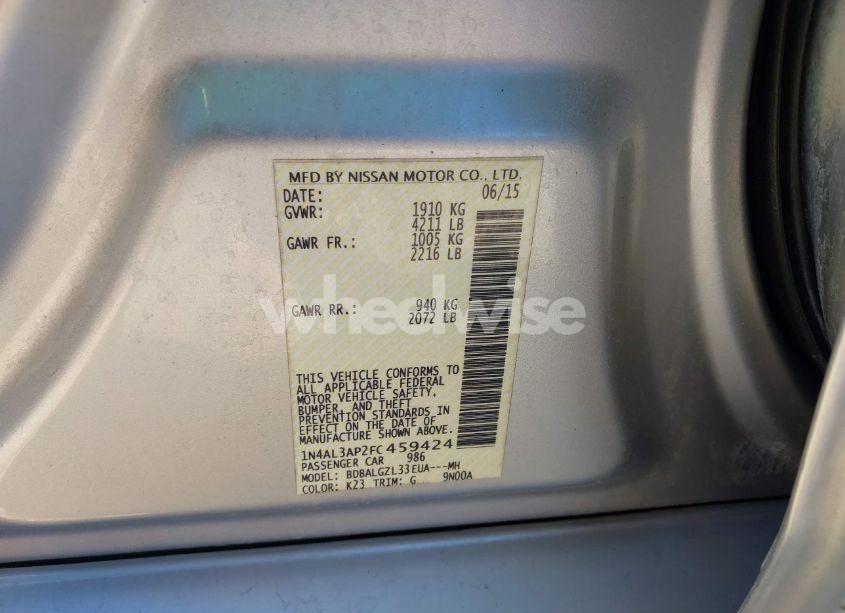 MFD BY NISSAN MOTOR CO., LTD.
DATE: 06/15
GVWR: 1910 KG
4211 LB
GAWR FR.: 1005 KG
2216 LB
wheelwise
GAWR RR.: 940 KG
2072 LB
THIS VEHICLE CONFORMS TO
ALL APPLICABLE FEDERAL
MOTOR VEHICLE SAFETY,
BUMPER, AND THEFT
PREVENTION STANDARDS IN
EFFECT ON THE DATE OF
MANUFACTURE SHOWN ABOVE.
1N4AL3AP2FC459424
PASSENGER CAR 986
MODEL: BDBALGZL33EUA---MH
COLOR: K23 TRIM: G 9N00A